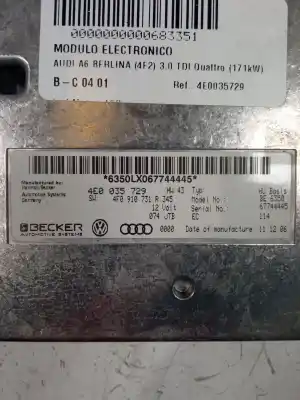 0000000000683351
MODULO ELECTRONICO
AUDI A6 BERLINA (4F2) 3.0 TDI Quattro (171kW)
B-C 04 01
Ref.: 4E0035729
*6350LX067744445*
Manufactured by:
Harman/Becker
Automotive Systems
Germany
4E0 035 729 HW 43 Typ: HU Basis
SW: 4F0 910 731 R 345 Model No.: BE 6350
12 Volt Serial No.: 67744445
074 uTB EC 114
BECKER
AUTOMOTIVE SYSTEMS
0000 Date of manufacture 11 12 06